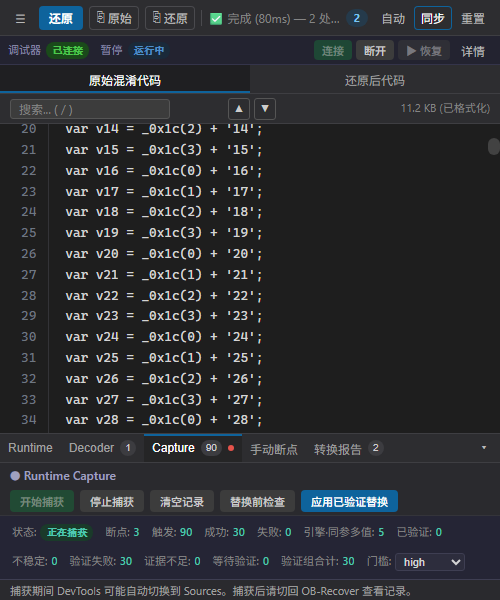 ☰ 还原 原始 还原 ✅ 完成 (80ms) — 2 处... 2 自动 同步 重置
调试器 已连接 暂停 运行中 连接 断开 ▶ 恢复 详情
原始混淆代码 还原后代码
搜索... ( / ) ▲ ▼ 11.2 KB (已格式化)
20 var v14 = _0x1c(2) + '14';
21 var v15 = _0x1c(3) + '15';
22 var v16 = _0x1c(0) + '16';
23 var v17 = _0x1c(1) + '17';
24 var v18 = _0x1c(2) + '18';
25 var v19 = _0x1c(3) + '19';
26 var v20 = _0x1c(0) + '20';
27 var v21 = _0x1c(1) + '21';
28 var v22 = _0x1c(2) + '22';
29 var v23 = _0x1c(3) + '23';
30 var v24 = _0x1c(0) + '24';
31 var v25 = _0x1c(1) + '25';
32 var v26 = _0x1c(2) + '26';
33 var v27 = _0x1c(3) + '27';
34 var v28 = _0x1c(0) + '28';
Runtime Decoder 1 Capture 90 手动断点 转换报告 2
Runtime Capture
开始捕获 停止捕获 清空记录 替换前检查 应用已验证替换
状态: 正在捕获 断点: 3 触发: 90 成功: 30 失败: 0 引擎·同参多值: 5 已验证: 0
不稳定: 0 验证失败: 30 证据不足: 0 等待验证: 0 验证组合计: 30 门槛: high
捕获期间 DevTools 可能自动切换到 Sources。捕获后请切回 OB-Recover 查看记录。